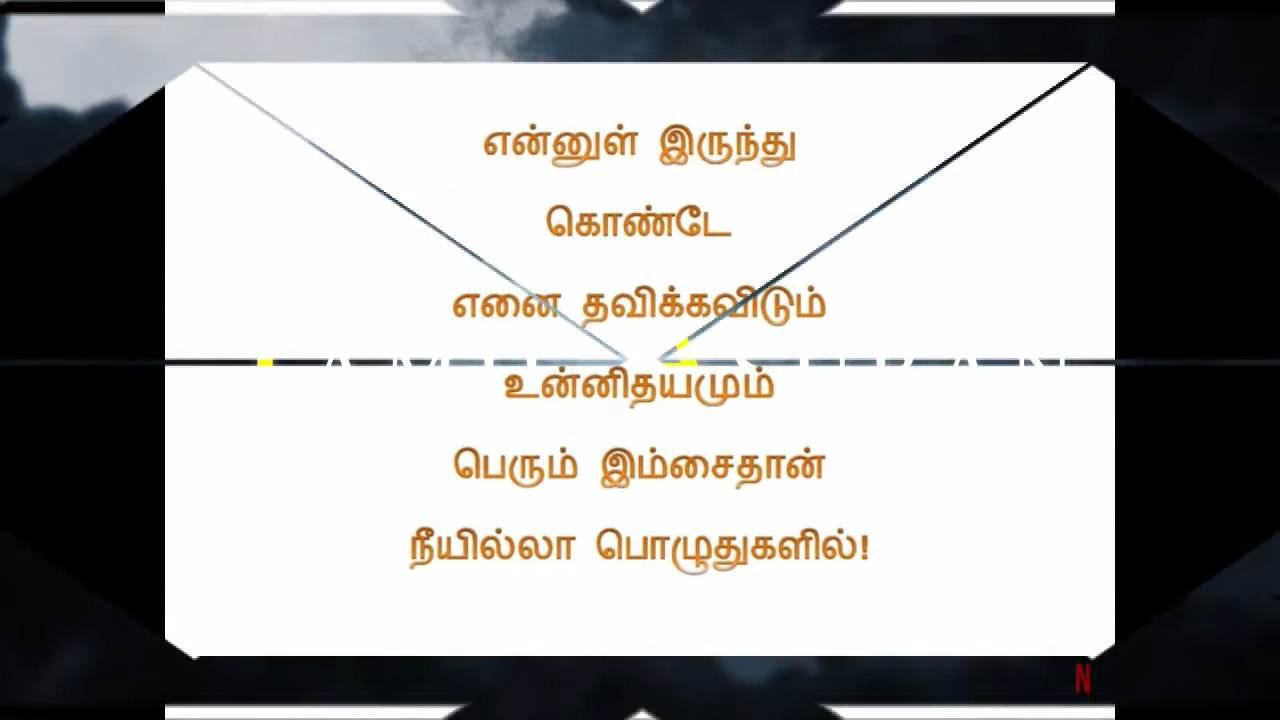 என்னுள் இருந்து
கொண்டே
எனை தவிக்கவிடும்
உன்னிதயமும்
பெரும் இம்சைதான்
நீயில்லா பொழுதுகளில்!
N